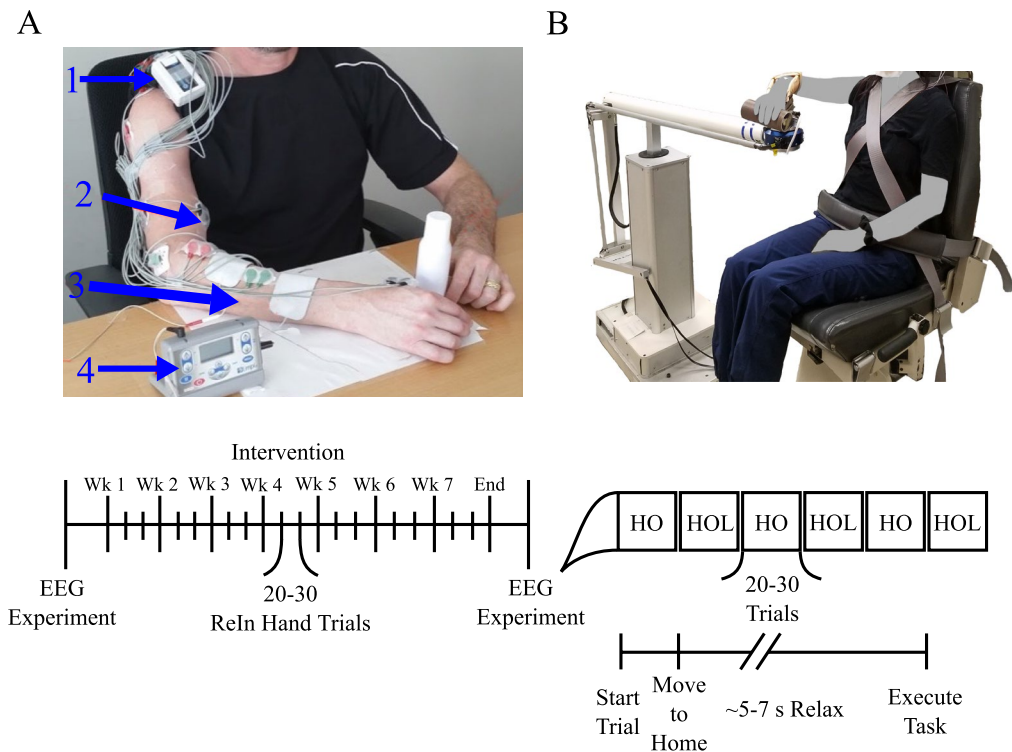 A
B
1
2
3
4
Intervention
Wk 1 Wk 2 Wk 3 Wk 4 Wk 5 Wk 6 Wk 7 End
EEG
Experiment
20-30
ReIn Hand Trials
EEG
Experiment
HO HOL HO HOL HO HOL
20-30
Trials
Start
Trial
Move
to
Home
~5-7 s Relax
Execute
Task